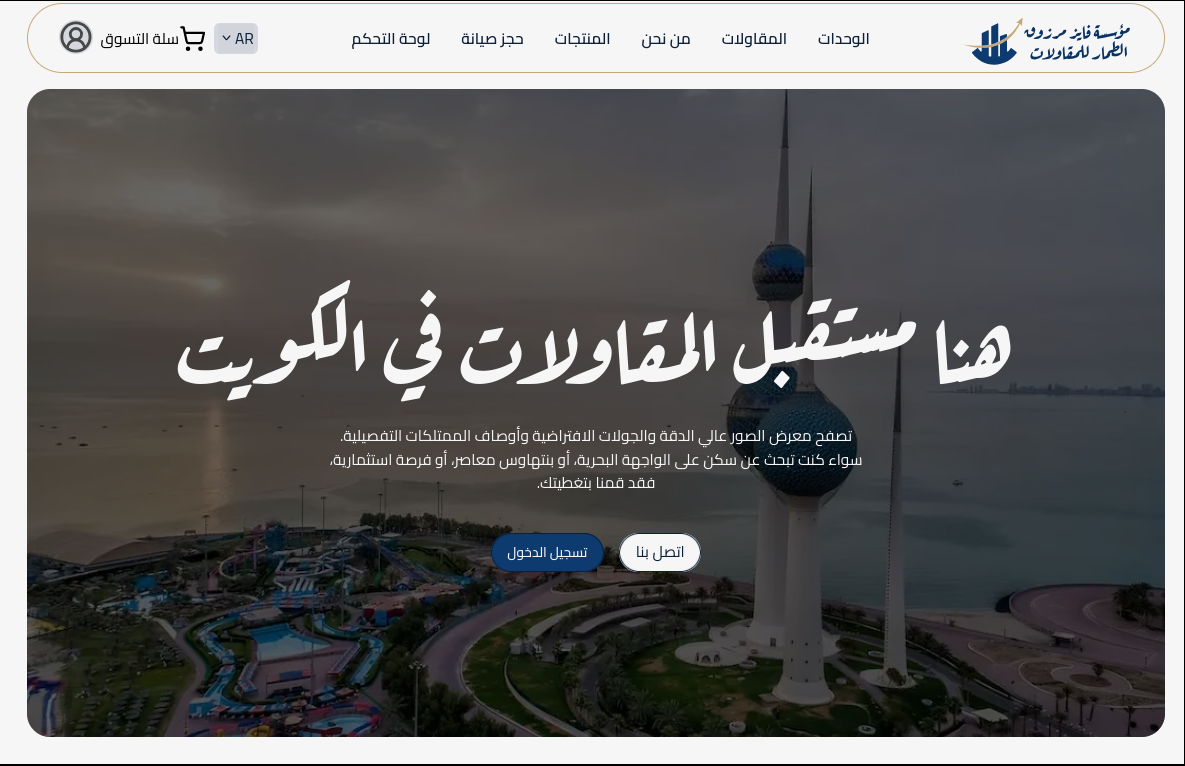 مؤسسة فايز مرزوق
الطمار للمقاولات
الوحدات
المقاولات
من نحن
المنتجات
حجز صيانة
لوحة التحكم
AR
سلة التسوق
هنا مستقبل المقاولات في الكويت
تصفح معرض الصور عالي الدقة والجولات الافتراضية وأوصاف الممتلكات التفصيلية.
سواء كنت تبحث عن سكن على الواجهة البحرية، أو بنتهاوس معاصر، أو فرصة استثمارية،
فقد قمنا بتغطيتك.
اتصل بنا
تسجيل الدخول